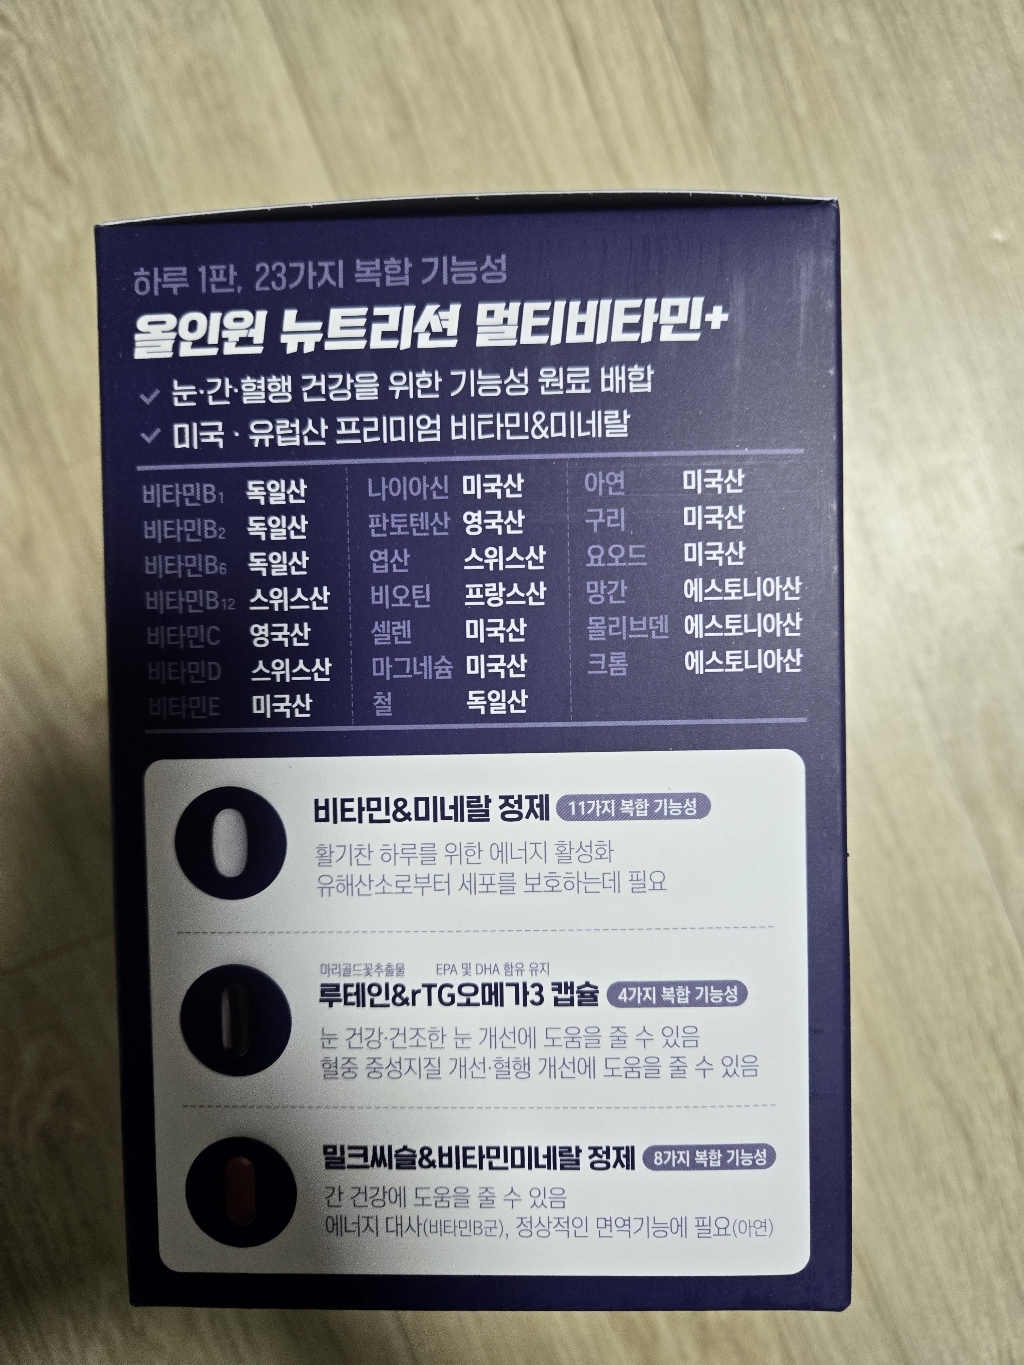 하루 1판, 23가지 복합 기능성
올인원 뉴트리션 멀티비타민+
눈·간·혈행 건강을 위한 기능성 원료 배합
미국·유럽산 프리미엄 비타민&미네랄
비타민B1 독일산 나이아신 미국산 아연 미국산
비타민B2 독일산 판토텐산 영국산 구리 미국산
비타민B6 독일산 엽산 스위스산 요오드 미국산
비타민B12 스위스산 비오틴 프랑스산 망간 에스토니아산
비타민C 영국산 셀렌 미국산 몰리브덴 에스토니아산
비타민D 스위스산 마그네슘 미국산 크롬 에스토니아산
비타민E 미국산 철 독일산
비타민&미네랄 정제 11가지 복합 기능성
활기찬 하루를 위한 에너지 활성화
유해산소로부터 세포를 보호하는데 필요
마리골드꽃추출물 EPA 및 DHA 함유 유지
루테인&rTG오메가3 캡슐 4가지 복합 기능성
눈 건강·건조한 눈 개선에 도움을 줄 수 있음
혈중 중성지질 개선·혈행 개선에 도움을 줄 수 있음
밀크씨슬&비타민미네랄 정제 8가지 복합 기능성
간 건강에 도움을 줄 수 있음
에너지 대사(비타민B군), 정상적인 면역기능에 필요(아연)